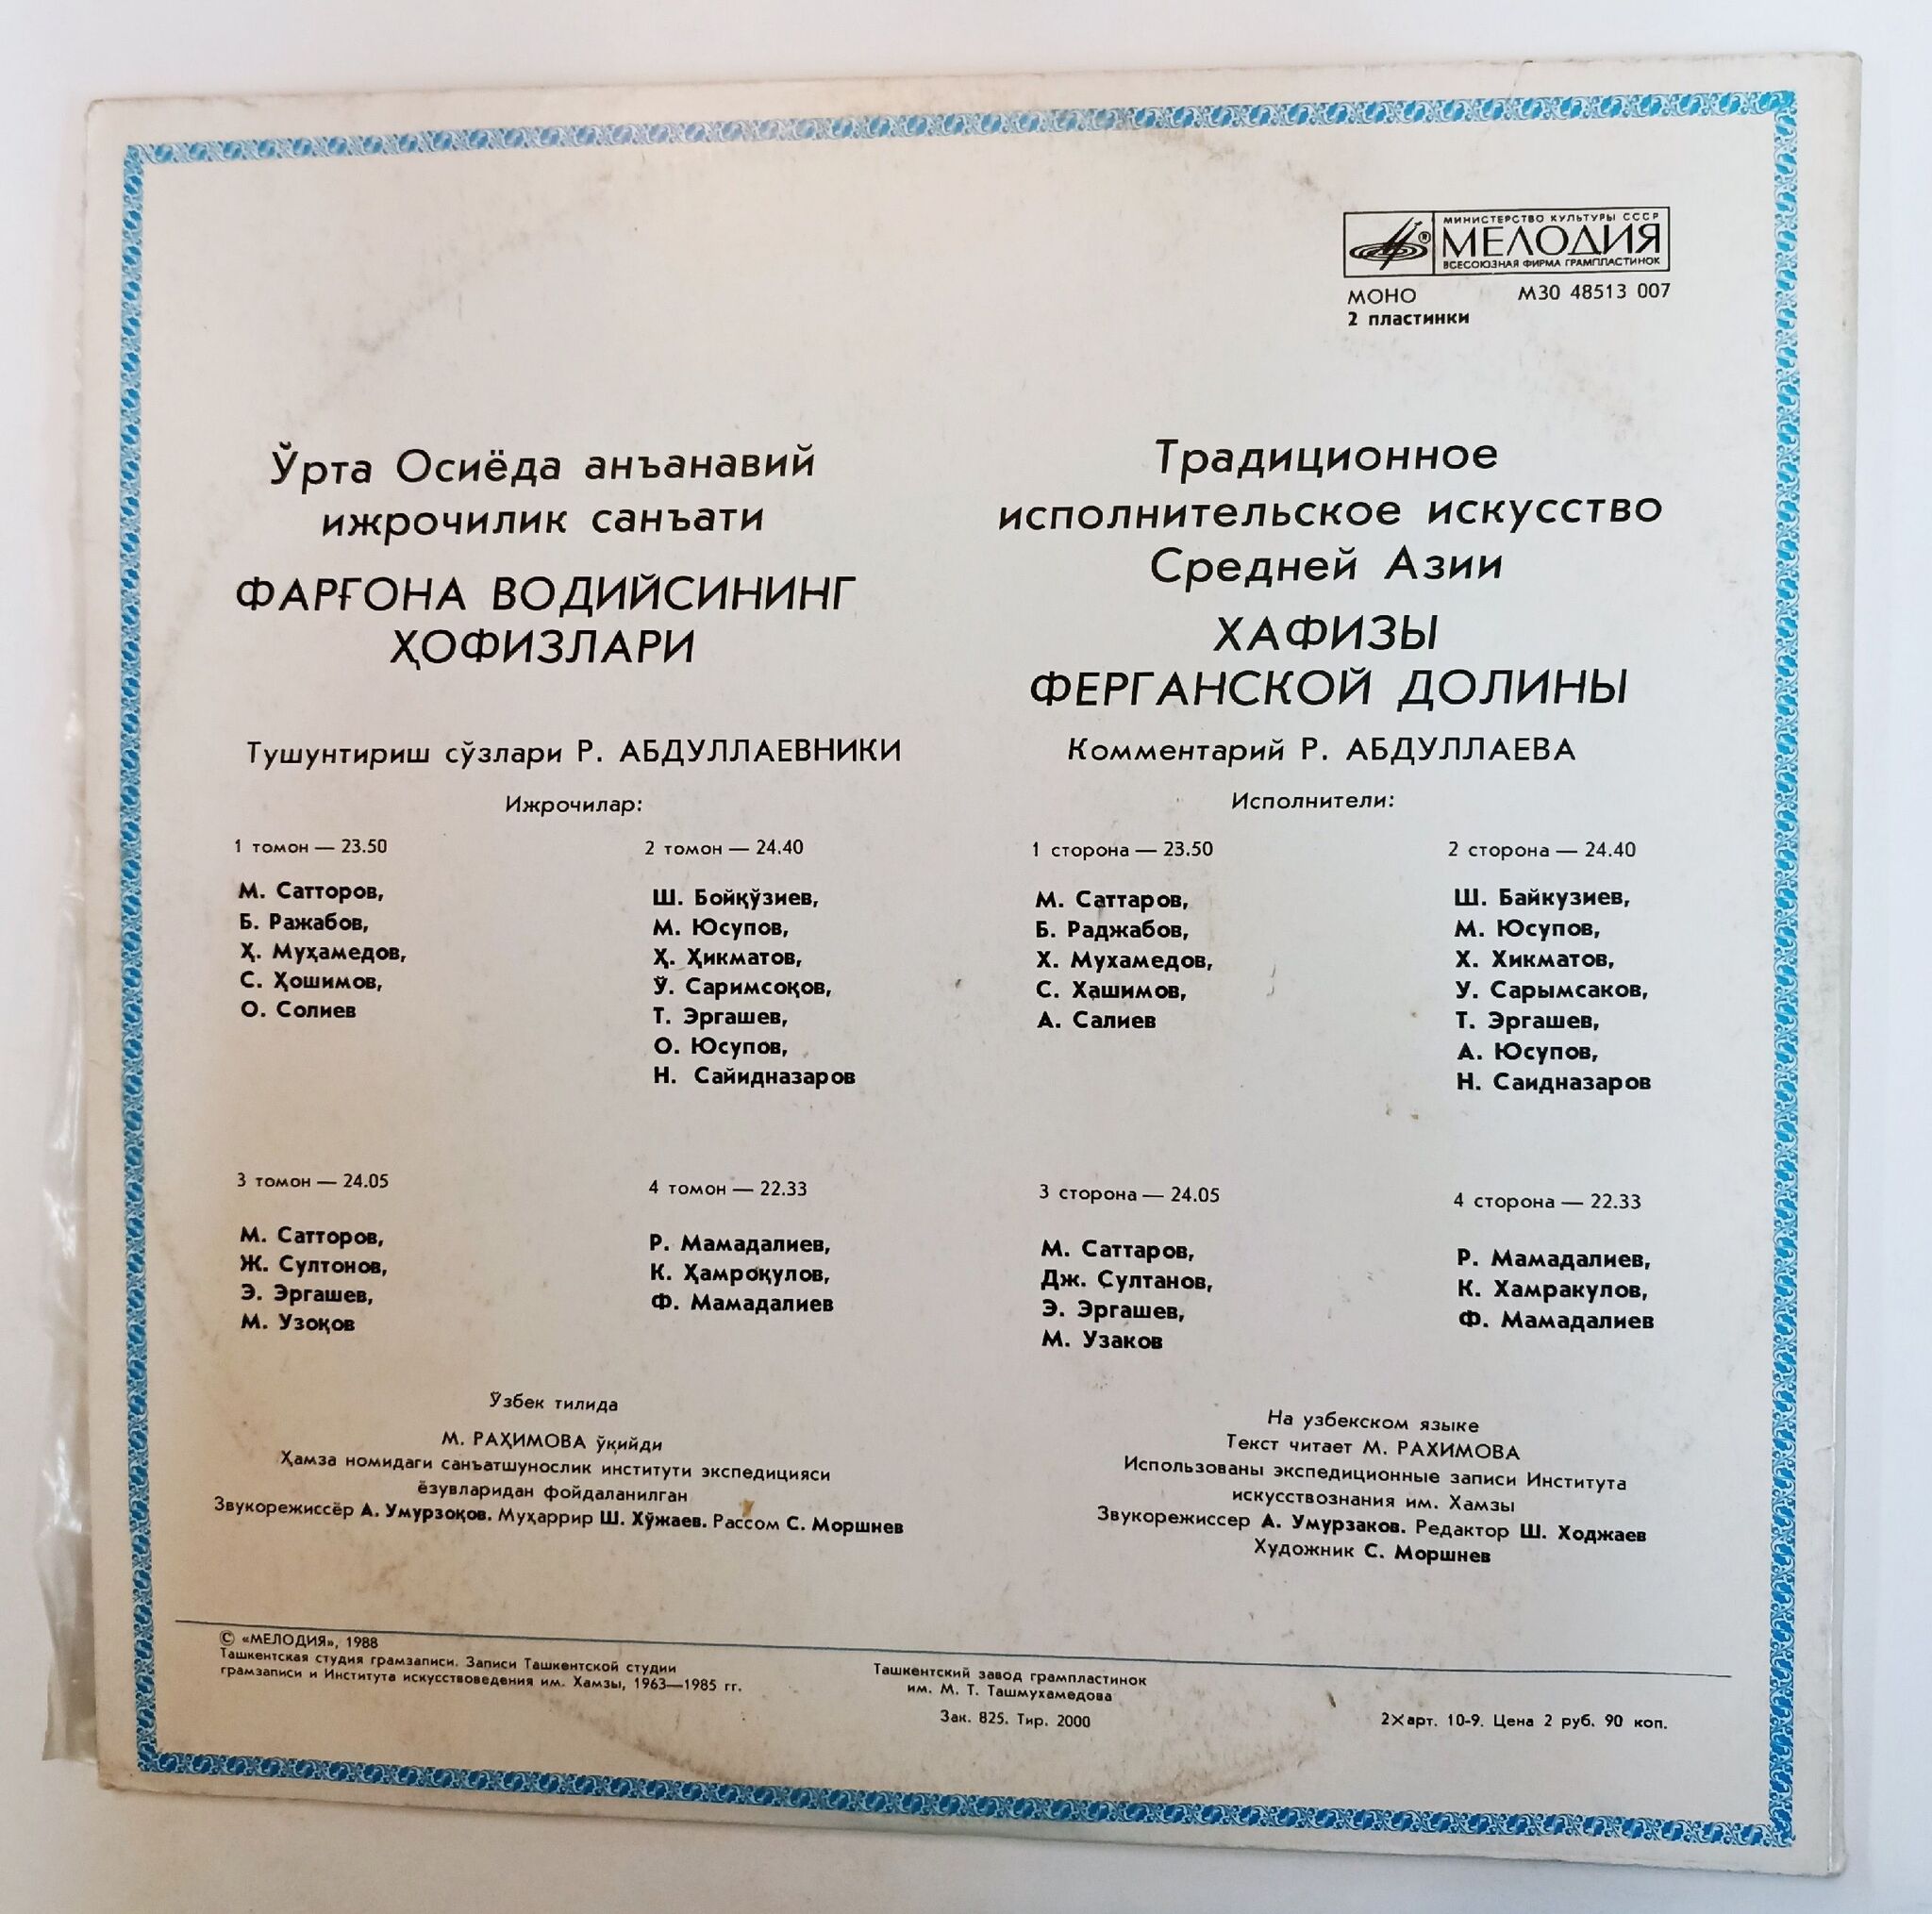 МИНИСТЕРСТВО КУЛЬТУРЫ СССР
МЕЛОДИЯ
ВСЕСОЮЗНАЯ ФИРМА ГРАМПЛАСТИНОК
МОНО М30 48513 007
2 пластинки
Ўрта Осиёда анъанавий
ижрочилик санъати
ФАРҒОНА ВОДИЙСИНИНГ
ҲОФИЗЛАРИ
Тушунтириш сўзлари Р. АБДУЛЛАЕВНИКИ
Ижрочилар:
1 томон — 23.50
М. Сатторов,
Б. Ражабов,
Ҳ. Муҳамедов,
С. Ҳошимов,
О. Солиев
2 томон — 24.40
Ш. Бойқўзиев,
М. Юсупов,
Ҳ. Ҳикматов,
Ў. Саримсоқов,
Т. Эргашев,
О. Юсупов,
Н. Сайидназаров
3 томон — 24.05
М. Сатторов,
Ж. Султонов,
Э. Эргашев,
М. Узоқов
4 томон — 22.33
Р. Мамадалиев,
К. Ҳамроқулов,
Ф. Мамадалиев
Ўзбек тилида
М. РАҲИМОВА ўқийди
Ҳамза номидаги санъатшунослик институти экспедицияси
ёзувларидан фойдаланилган
Звукорежиссёр А. Умурзоқов. Муҳаррир Ш. Хўжаев. Рассом С. Моршнев
Традиционное
исполнительское искусство
Средней Азии
ХАФИЗЫ
ФЕРГАНСКОЙ ДОЛИНЫ
Комментарий Р. АБДУЛЛАЕВА
Исполнители:
1 сторона — 23.50
М. Саттаров,
Б. Раджабов,
Х. Мухамедов,
С. Хашимов,
А. Салиев
2 сторона — 24.40
Ш. Байкузиев,
М. Юсупов,
Х. Хикматов,
У. Сарымсаков,
Т. Эргашев,
А. Юсупов,
Н. Саидназаров
3 сторона — 24.05
М. Саттаров,
Дж. Султанов,
Э. Эргашев,
М. Узаков
4 сторона — 22.33
Р. Мамадалиев,
К. Хамракулов,
Ф. Мамадалиев
На узбекском языке
Текст читает М. РАХИМОВА
Использованы экспедиционные записи Института
искусствознания им. Хамзы
Звукорежиссер А. Умурзаков. Редактор Ш. Ходжаев
Художник С. Моршнев
© «МЕЛОДИЯ», 1988
Ташкентская студия грамзаписи. Записи Ташкентской студии
грамзаписи и Института искусствоведения им. Хамзы, 1963—1985 гг.
Ташкентский завод грампластинок
им. М. Т. Ташмухамедова
Зак. 825. Тир. 2000
2×арт. 10-9. Цена 2 руб. 90 коп.